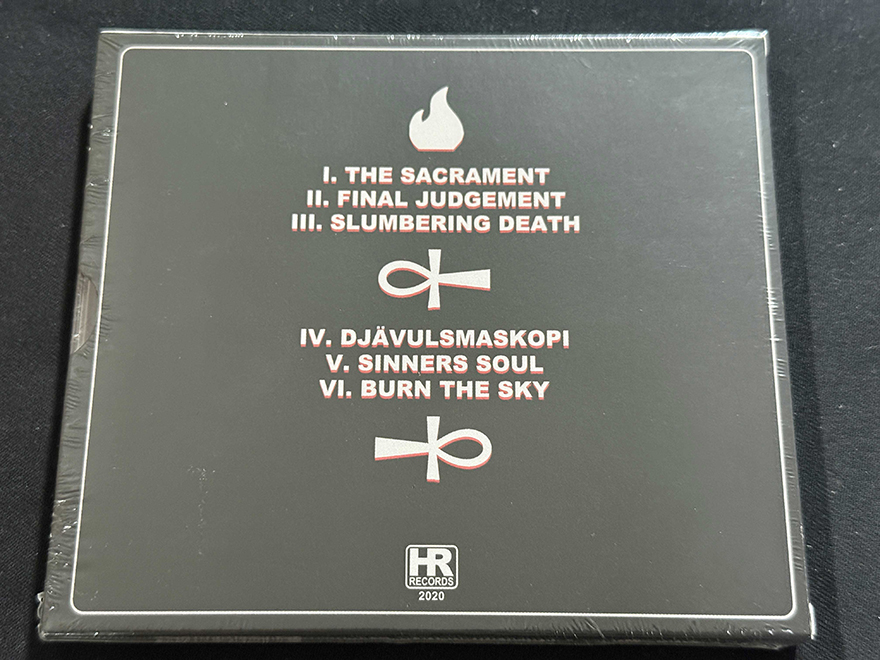 I. THE SACRAMENT
II. FINAL JUDGEMENT
III. SLUMBERING DEATH
IV. DJÄVULSMASKOPI
V. SINNERS SOUL
VI. BURN THE SKY
HR
RECORDS
2020